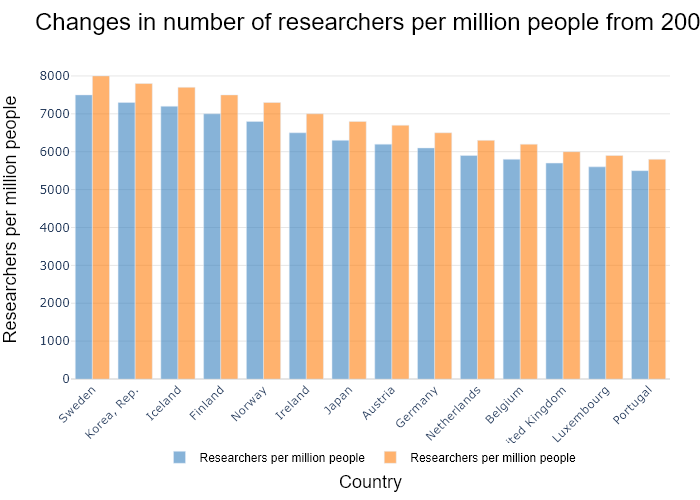 Changes in number of researchers per million people from 200
Researchers per million people
8000
7000
6000
5000
4000
3000
2000
1000
0
Sweden
Korea, Rep.
Iceland
Finland
Norway
Ireland
Japan
Austria
Germany
Netherlands
Belgium
ited Kingdom
Luxembourg
Portugal
Researchers per million people Researchers per million people
Country